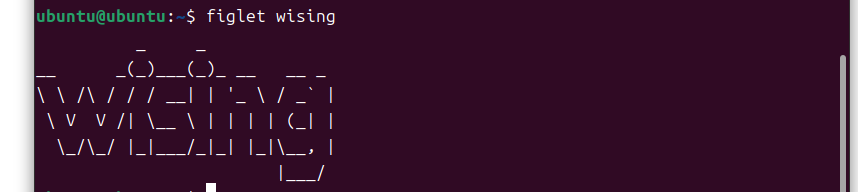 ubuntu@ubuntu:~$ figlet wising
          _     _
__      _(_)___(_)_ __   __ _
\ \ /\ / / / __| | '_ \ / _` |
 \ V  V /| \__ \ | | | | (_| |
  \_/\_/ |_|___/_|_| |_|\__, |
                        |___/